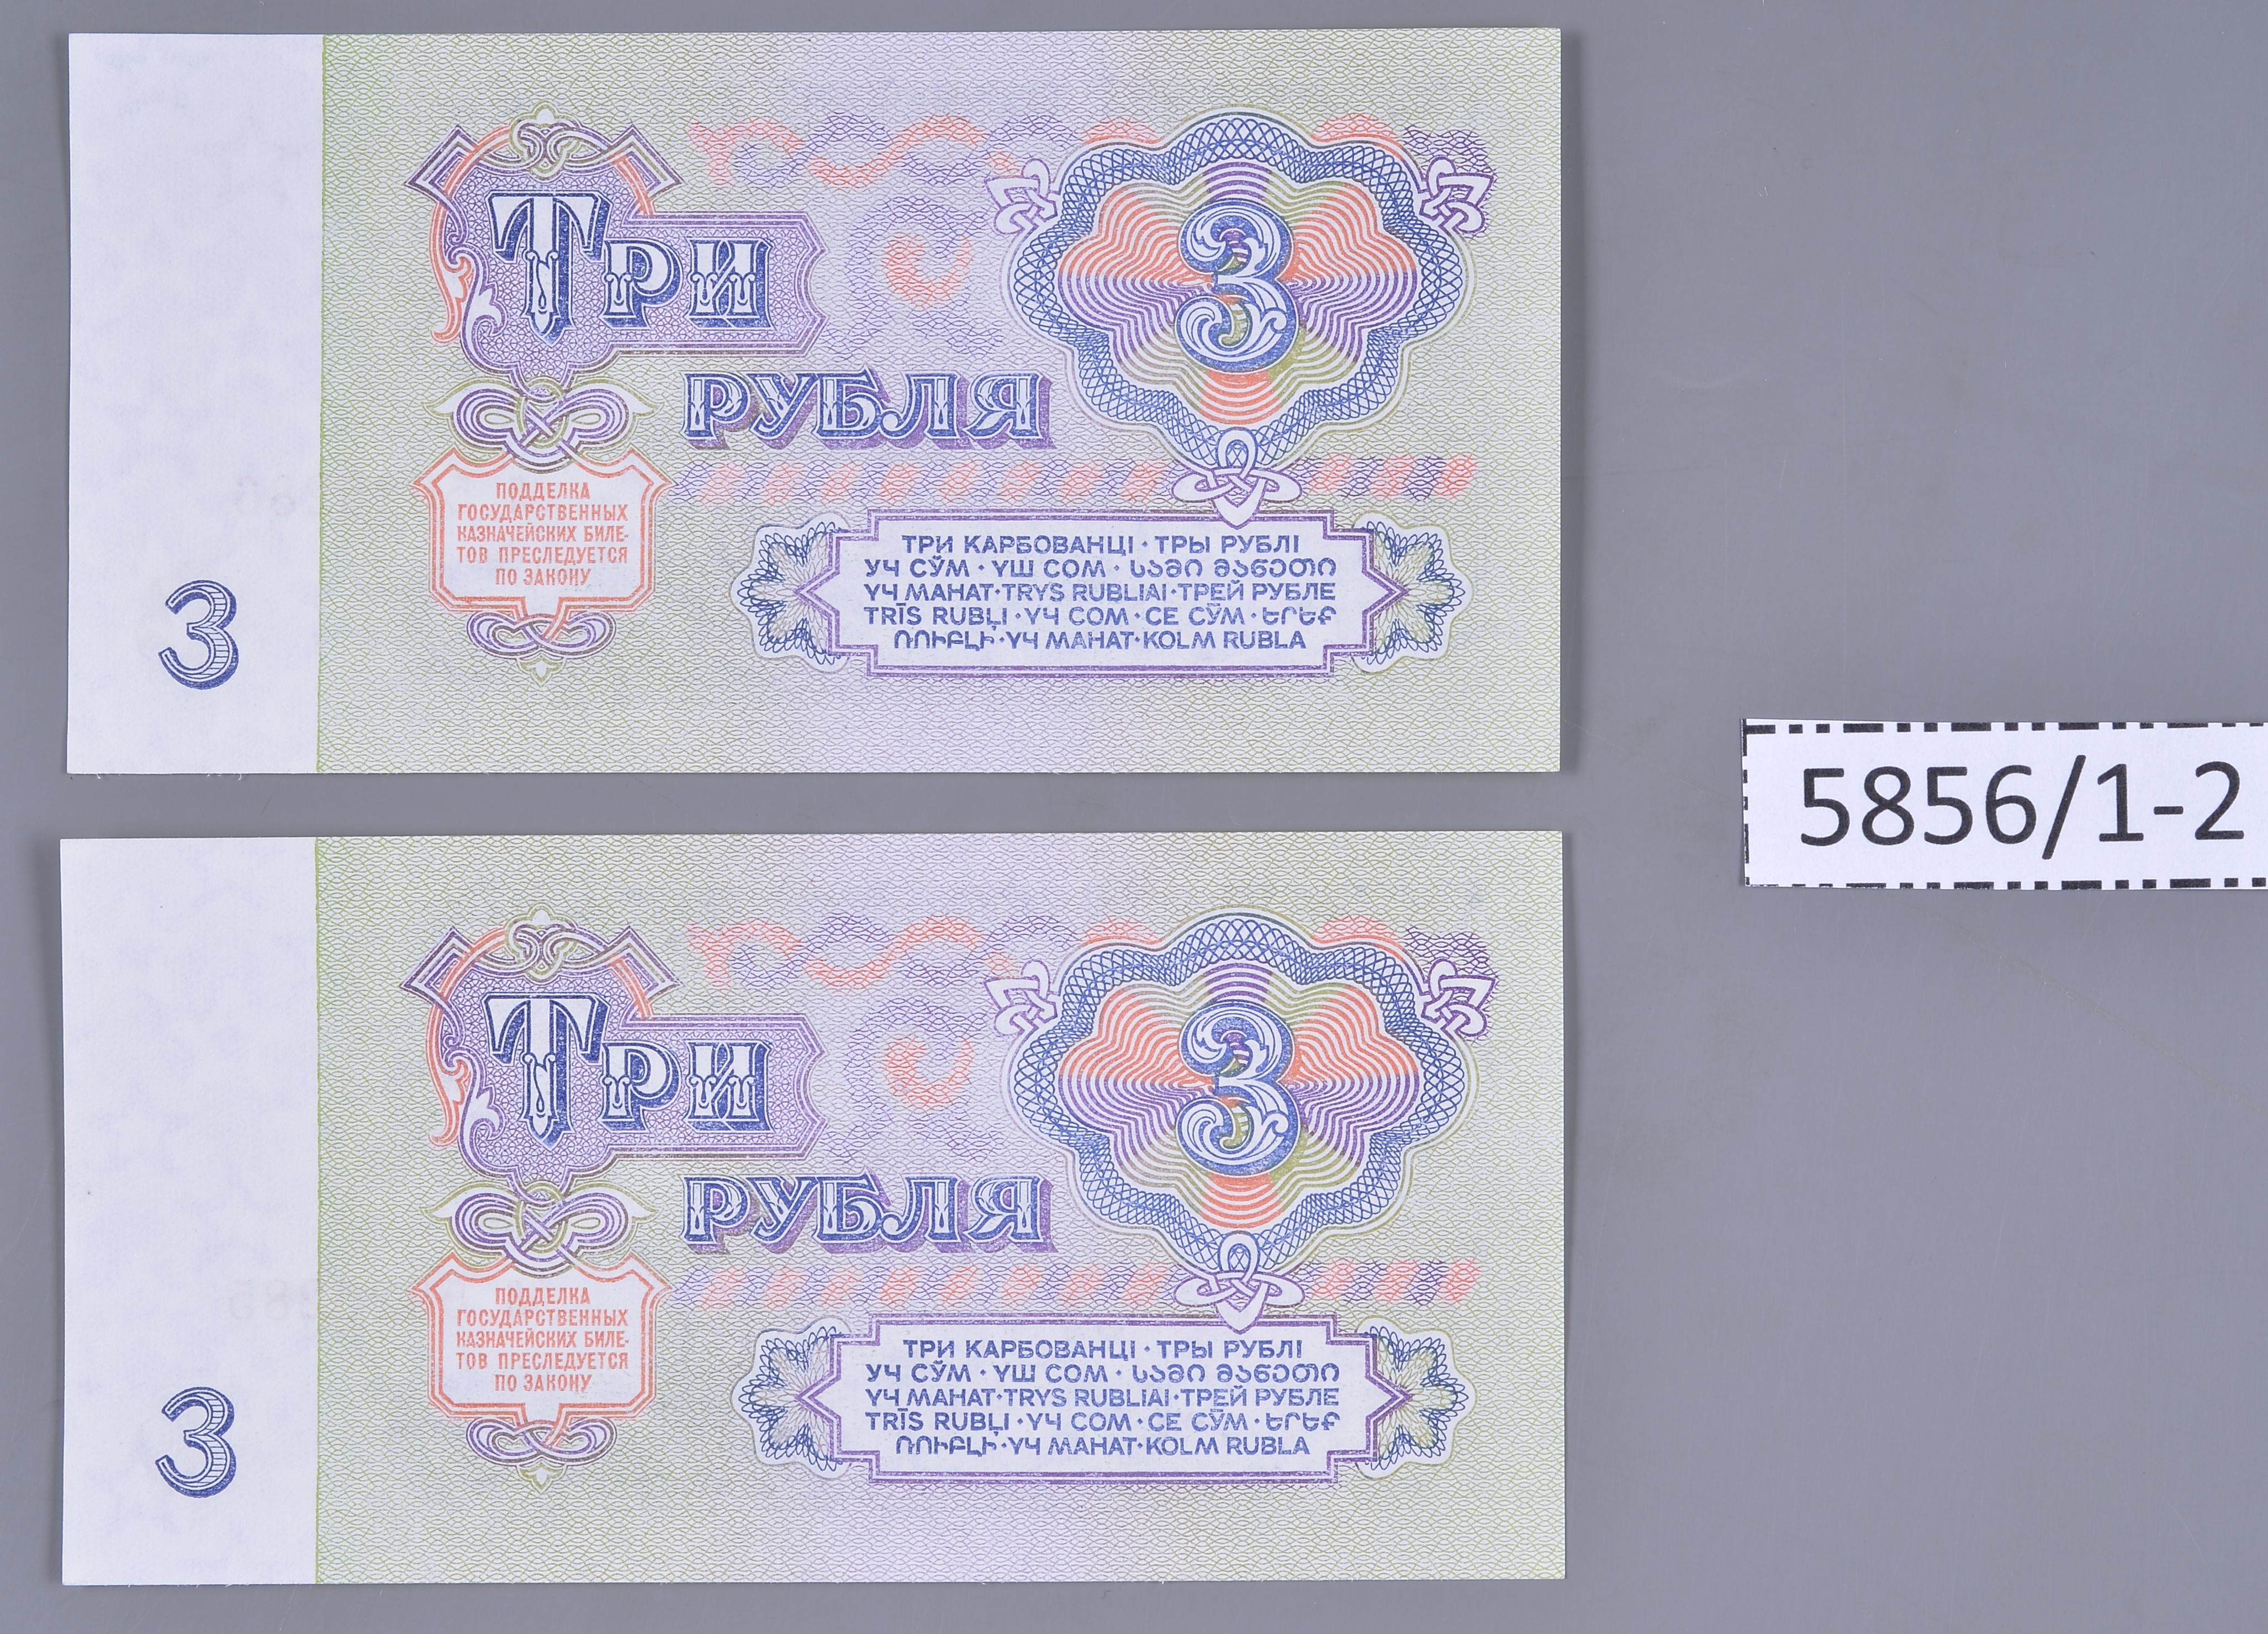 Три
3
РУБЛЯ
ПОДДЕЛКА
ГОСУДАРСТВЕННЫХ
КАЗНАЧЕЙСКИХ БИЛЕ-
ТОВ ПРЕСЛЕДУЕТСЯ
ПО ЗАКОНУ
ТРИ КАРБОВАНЦІ · ТРЫ РУБЛІ
УЧ СЎМ · ҮШ СОМ · ᲡᲐᲛᲘ ᲛᲐᲜᲔᲗᲘ
ҮЧ МАНАТ · TRYS RUBLIAI · ТРЕЙ РУБЛЕ
TRĪS RUBĻI · ҮЧ СОМ · СЕ СӮМ · ԵՐԵՔ
ՌՈՒԲԼԻ · ҮЧ МАНАТ · KOLM RUBLA
3
5856/1-2
Три
3
РУБЛЯ
ПОДДЕЛКА
ГОСУДАРСТВЕННЫХ
КАЗНАЧЕЙСКИХ БИЛЕ-
ТОВ ПРЕСЛЕДУЕТСЯ
ПО ЗАКОНУ
ТРИ КАРБОВАНЦІ · ТРЫ РУБЛІ
УЧ СЎМ · ҮШ СОМ · ᲡᲐᲛᲘ ᲛᲐᲜᲔᲗᲘ
ҮЧ МАНАТ · TRYS RUBLIAI · ТРЕЙ РУБЛЕ
TRĪS RUBĻI · ҮЧ СОМ · СЕ СӮМ · ԵՐԵՔ
ՌՈՒԲԼԻ · ҮЧ МАНАТ · KOLM RUBLA
3